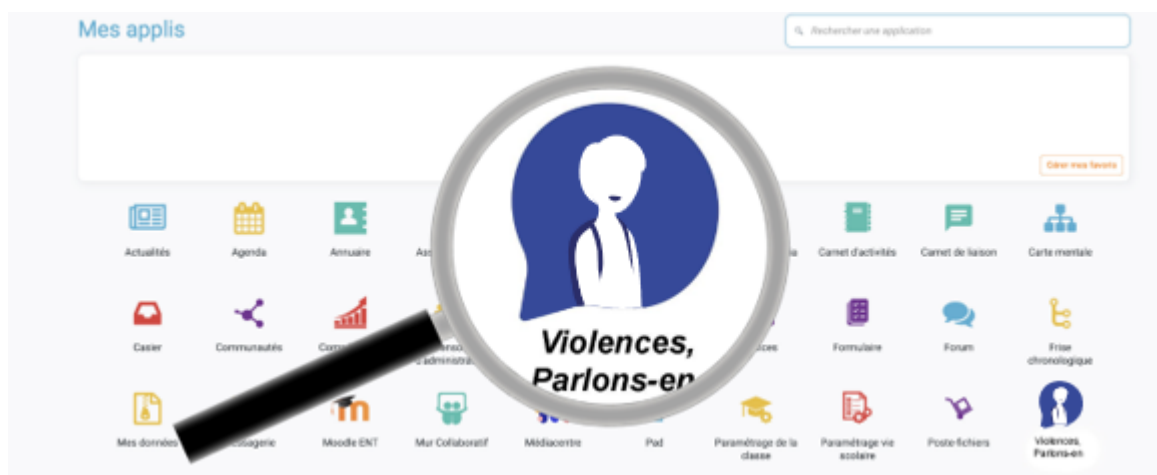 Mes applis
Rechercher une application
Gérer mes favoris
Actualités
Agenda
Annuaire
Carnet d'activités
Carnet de liaison
Carte mentale
Violences,
Parlons-en
Casier
Communautés
Formulaire
Forum
Frise
chronologique
Mes données
Moodle ENT
Mur Collaboratif
Médiacentre
Pad
Paramétrage de la
classe
Paramétrage vie
scolaire
Poste-fichiers
Violences,
Parlons-en